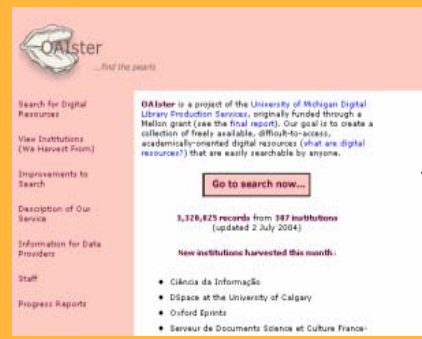 OAIster
...find the pearls
Search for Digital
Resources
View Institutions
(We Harvest From)
Improvements to
Search
Description of Our
Service
Information for Data
Providers
Staff
Progress Reports
OAIster is a project of the University of Michigan Digital
Library Production Services, originally funded through a
Mellon grant (see the final report). Our goal is to create a
collection of freely available, difficult-to-access,
academically-oriented digital resources (what are digital
resources?) that are easily searchable by anyone.
Go to search now...
3,320,025 records from 307 institutions
(updated 2 July 2004)
New institutions harvested this month:
• Ciência da Informação
• DSpace at the University of Calgary
• Oxford Eprints
• Serveur de Documents Science et Culture France-